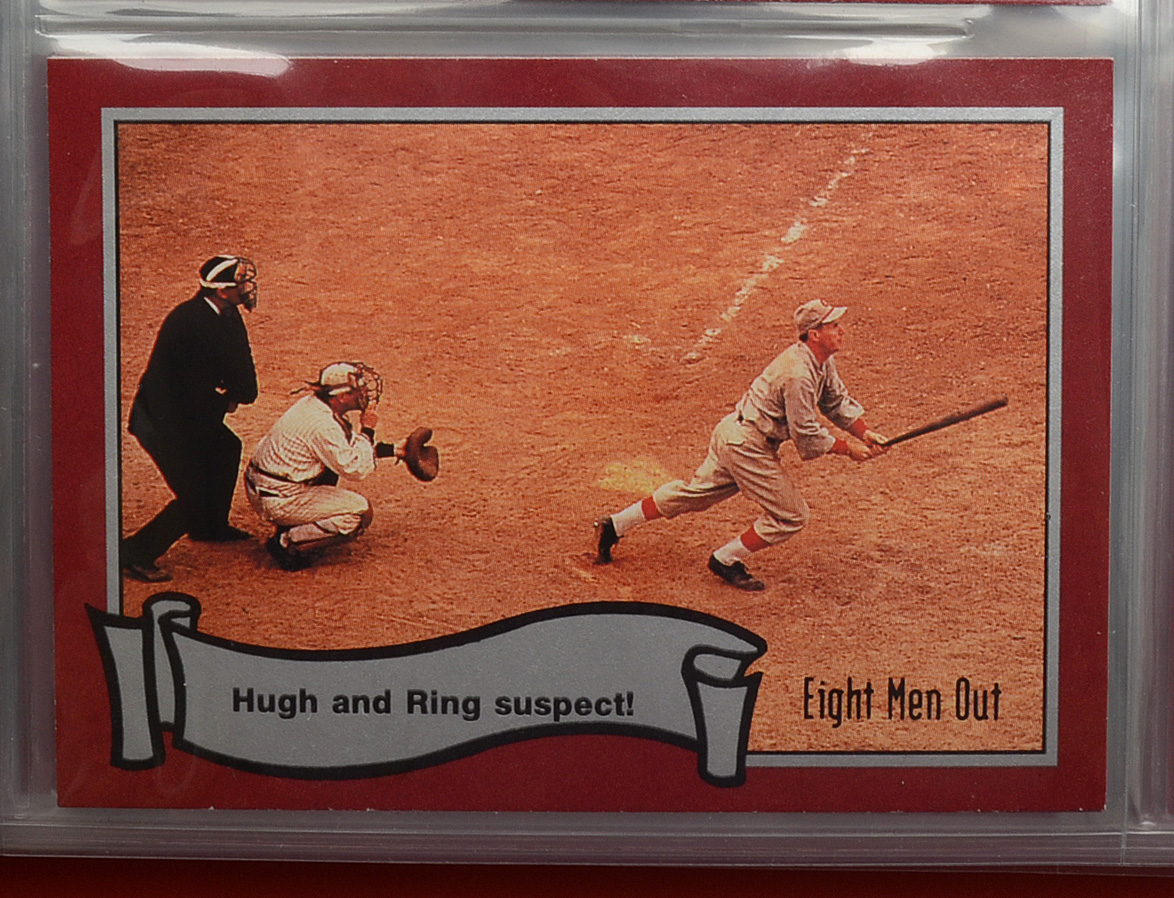 Hugh and Ring suspect!
Eight Men Out